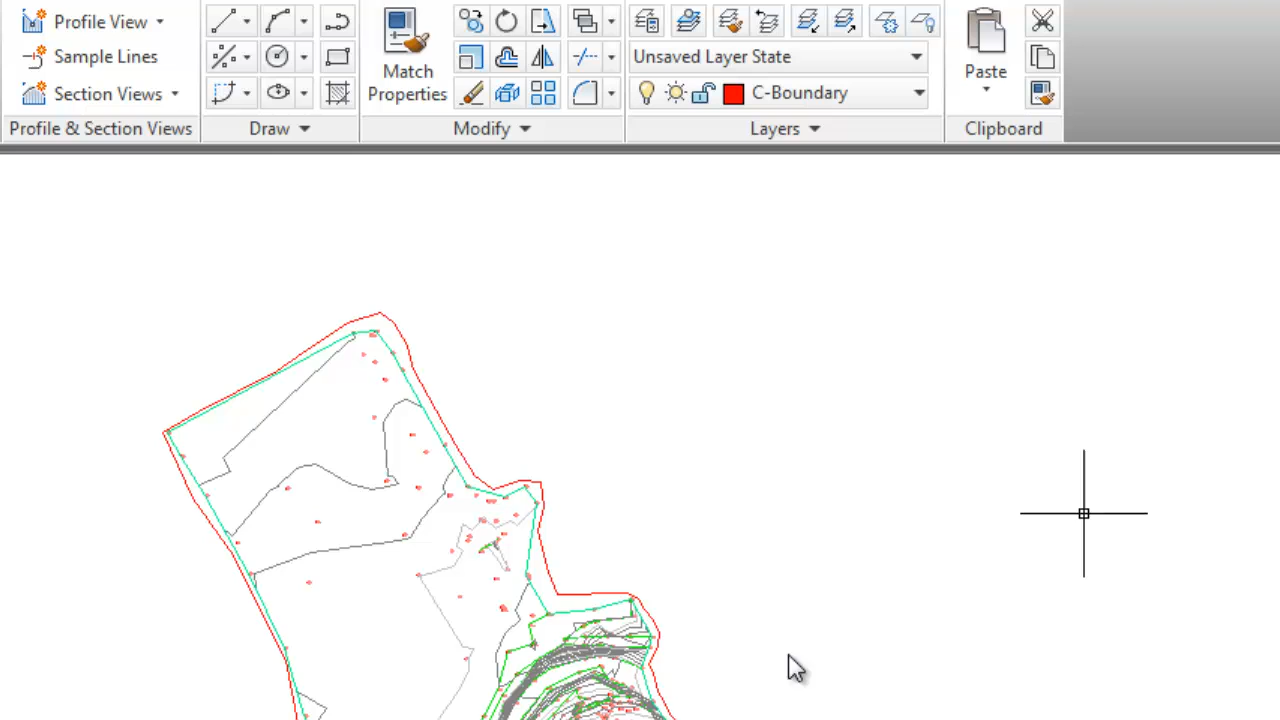 Profile View
Sample Lines
Section Views
Profile & Section Views
Draw
Match
Properties
Modify
Unsaved Layer State
C-Boundary
Layers
Paste
Clipboard